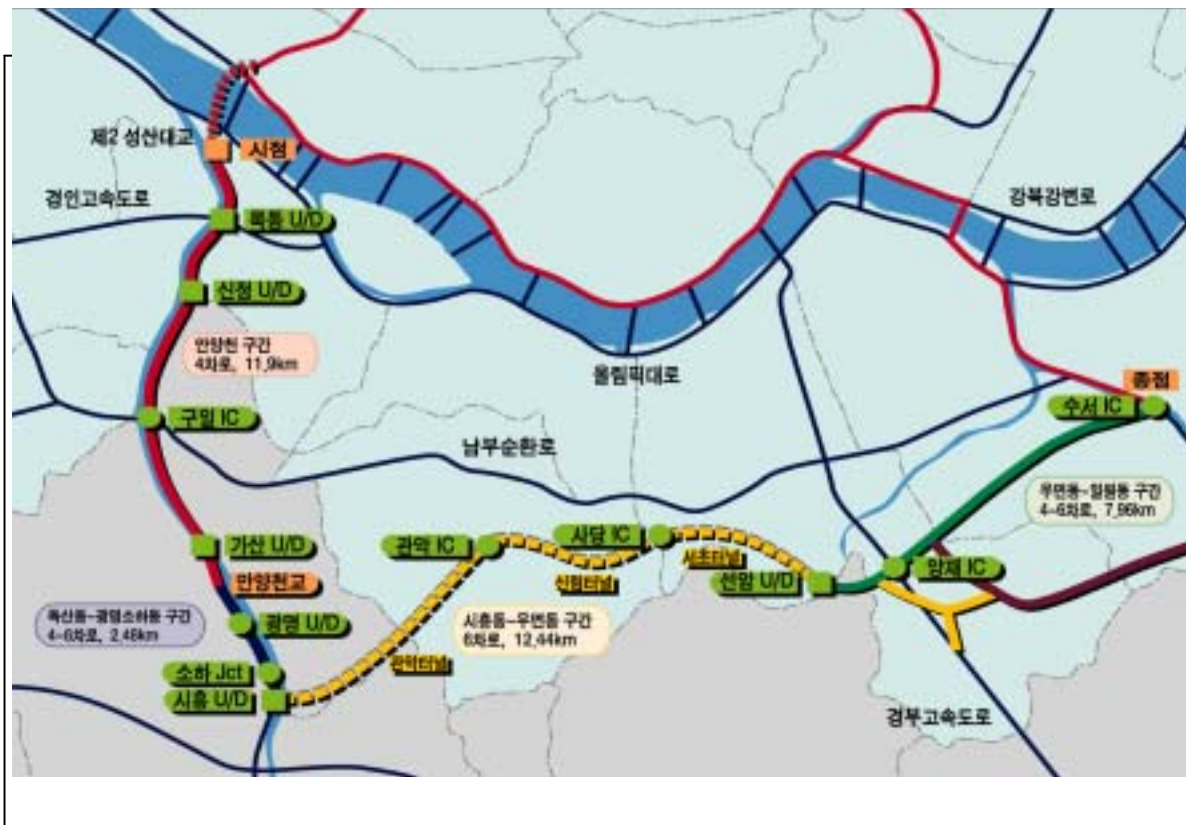 제2 성산대교
시점
경인고속도로
목동 U/D
강북강변로
신정 U/D
안양천 구간
4차로, 11.9km
올림픽대로
종점
수서 IC
구일 IC
남부순환로
우면동~일원동 구간
4~6차로, 7.96km
가산 U/D
관악 IC
사당 IC
서초터널
신림터널
선암 U/D
양재 IC
안양천교
독산동~광명소하동 구간
4~6차로, 2.48km
광명 U/D
시흥동~우면동 구간
6차로, 12.44km
관악터널
소하 Jct
시흥 U/D
경부고속도로